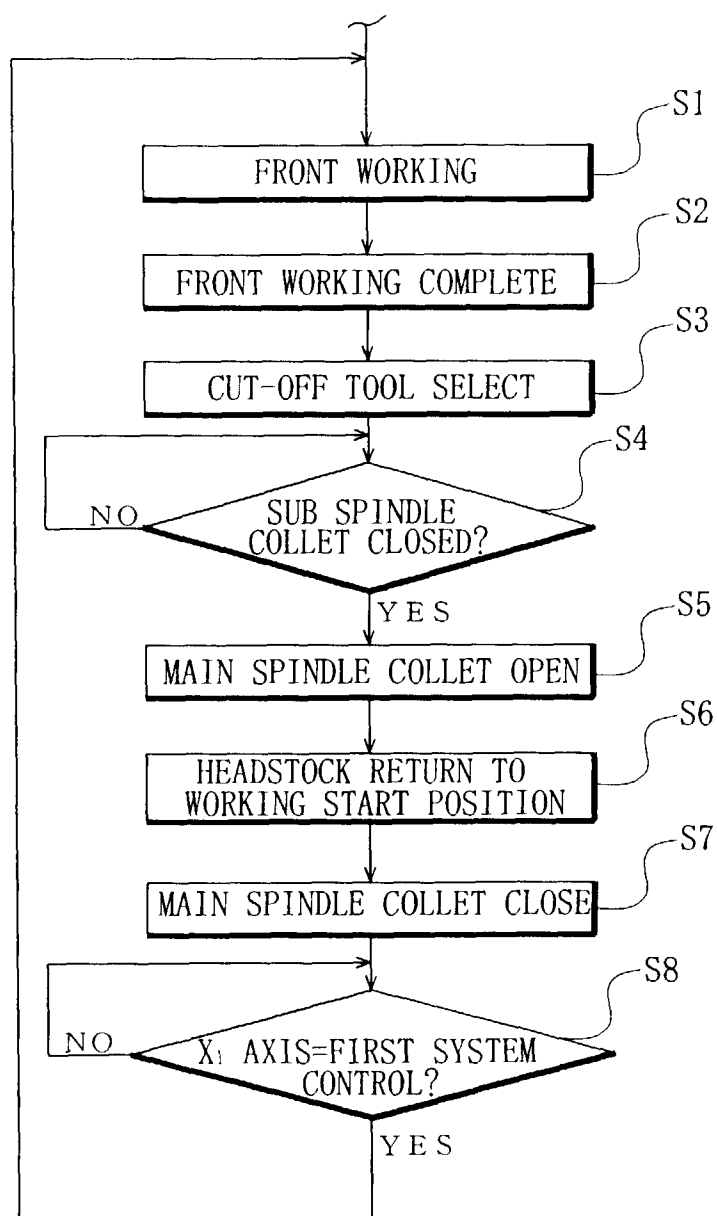 S1
FRONT WORKING
S2
FRONT WORKING COMPLETE
S3
CUT-OFF TOOL SELECT
S4
SUB SPINDLE
COLLET CLOSED?
NO
YES
S5
MAIN SPINDLE COLLET OPEN
S6
HEADSTOCK RETURN TO
WORKING START POSITION
S7
MAIN SPINDLE COLLET CLOSE
S8
NO
X₁ AXIS=FIRST SYSTEM
CONTROL?
YES